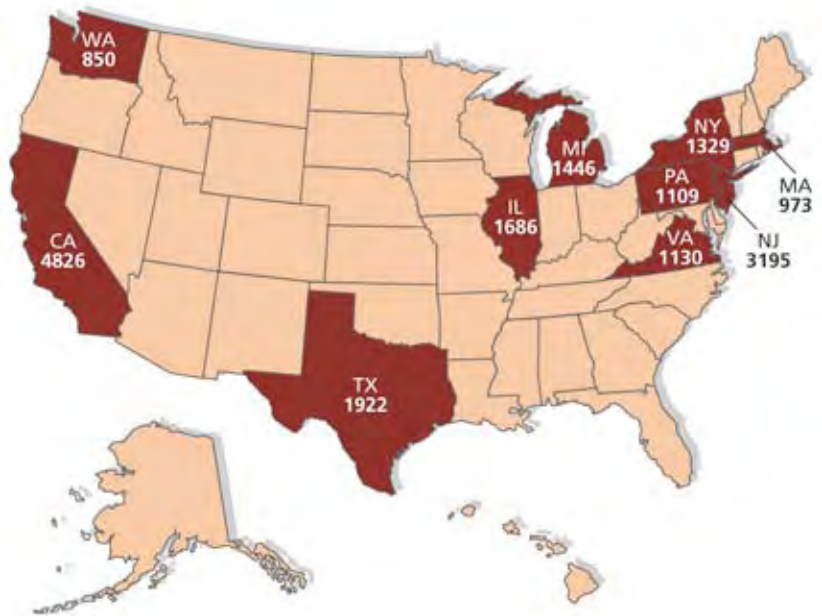 WA
850
NY
1329
MI
1446
MA
973
PA
1109
IL
1686
NJ
3195
VA
1130
CA
4826
TX
1922